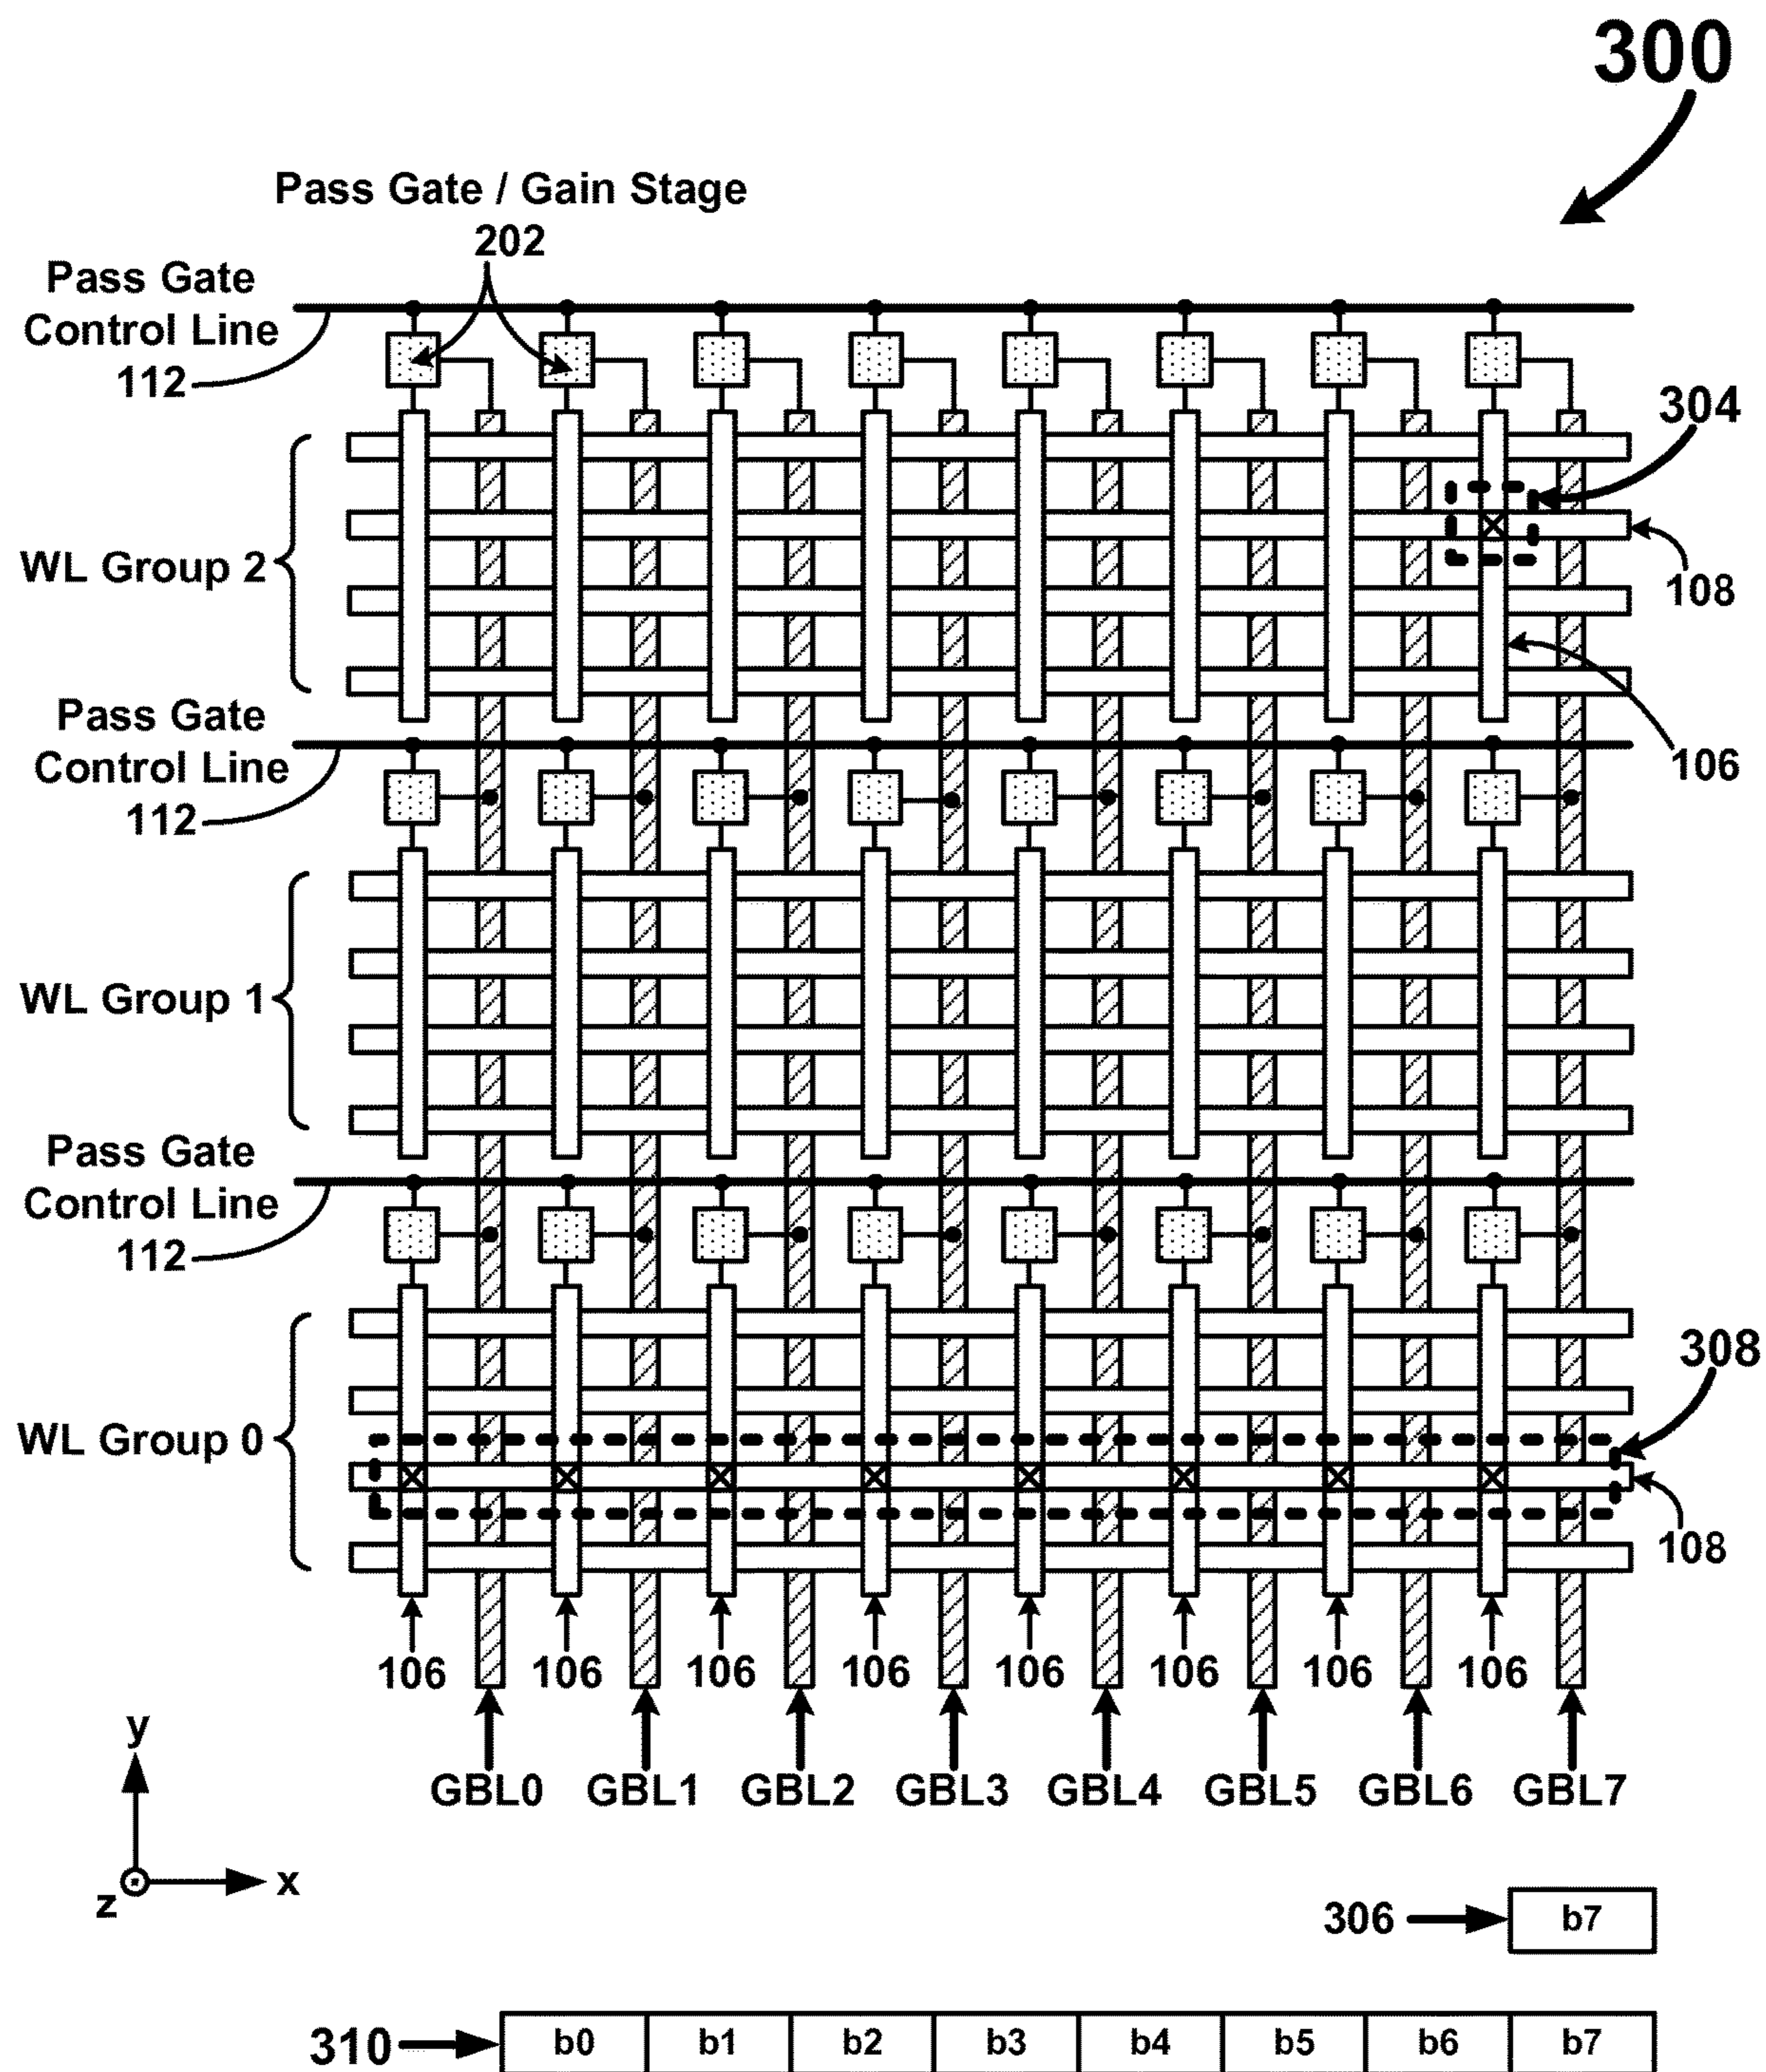 300
Pass Gate / Gain Stage
202
Pass Gate
Control Line
112
304
WL Group 2
108
Pass Gate
Control Line
112
106
WL Group 1
Pass Gate
Control Line
112
308
WL Group 0
108
106 106 106 106 106 106 106 106
GBL0 GBL1 GBL2 GBL3 GBL4 GBL5 GBL6 GBL7
y
x
z
306 b7
310 b0 b1 b2 b3 b4 b5 b6 b7